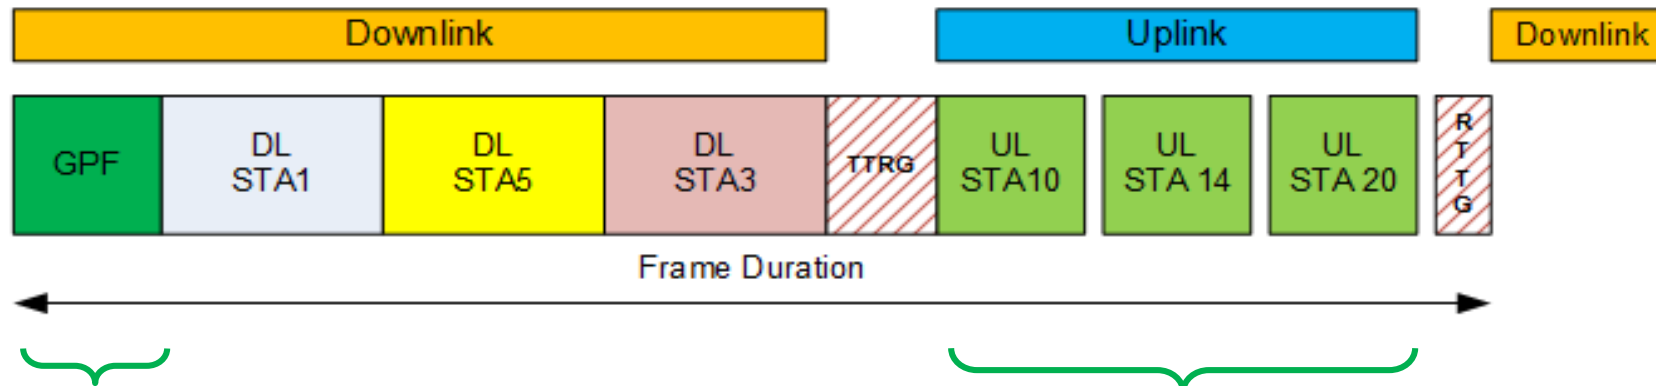 Downlink
Uplink
Downlink
GPF
DL
STA1
DL
STA5
DL
STA3
TTRG
UL
STA10
UL
STA 14
UL
STA 20
R
T
T
G
Frame Duration